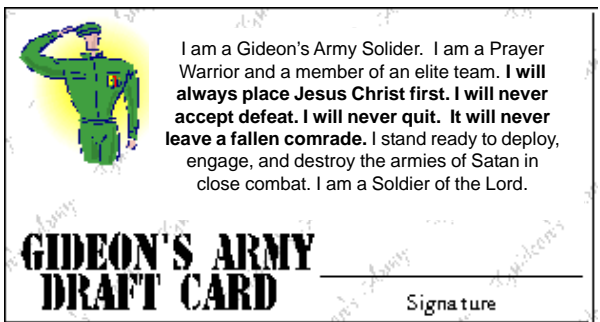 I am a Gideon's Army Solider.  I am a Prayer
Warrior and a member of an elite team. I will
always place Jesus Christ first. I will never
accept defeat. I will never quit.  It will never
leave a fallen comrade. I stand ready to deploy,
engage, and destroy the armies of Satan in
close combat. I am a Soldier of the Lord.
GIDEON'S ARMY
DRAFT CARD
Signature